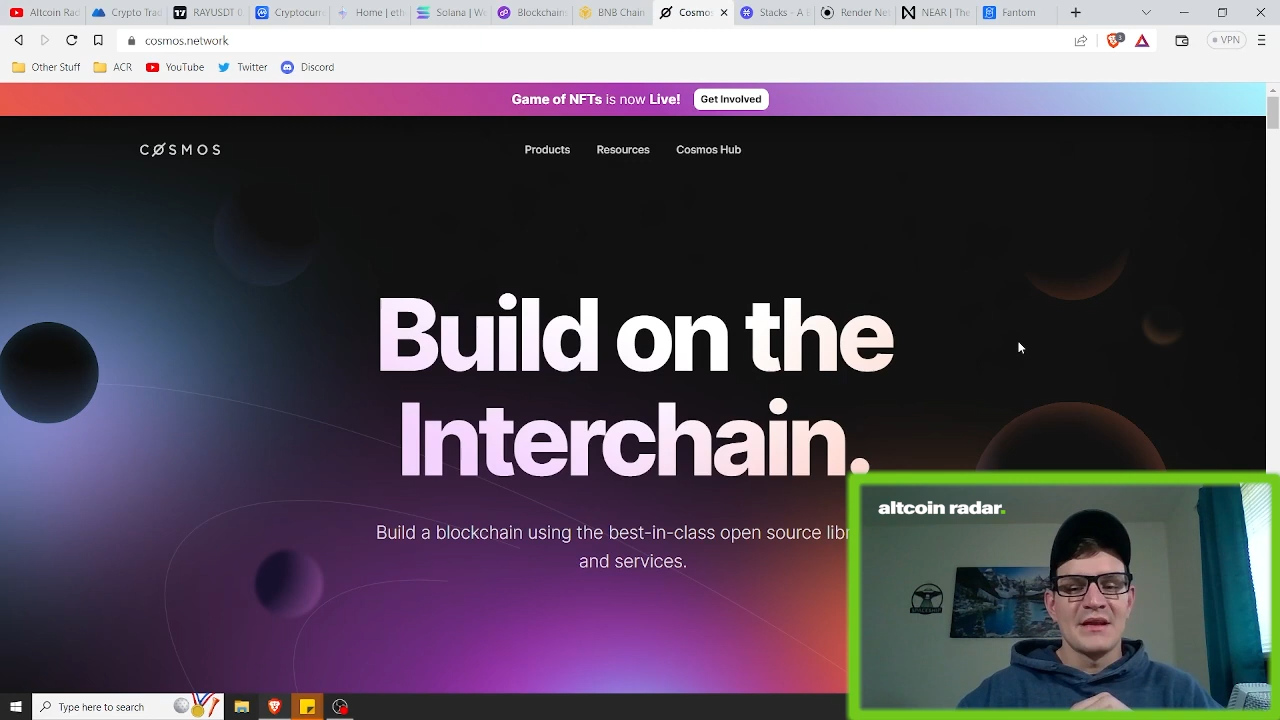 Altcoin Rad
Crypto Trad
RAYUSDT 0
Cryptocurr
Home | eth
Solana | We
Blockchain
BNB Chain
Cosmo
Stacks - A B
Render Net
NEAR | The
Fantom
cosmos.network
VPN
Other Stuff
ACR
YouTube
Twitter
Discord
Game of NFTs is now Live!
Get Involved
CØSMOS
Products
Resources
Cosmos Hub
Build on the
Interchain.
Build a blockchain using the best-in-class open source libr
and services.
altcoin radar.
Type here to search